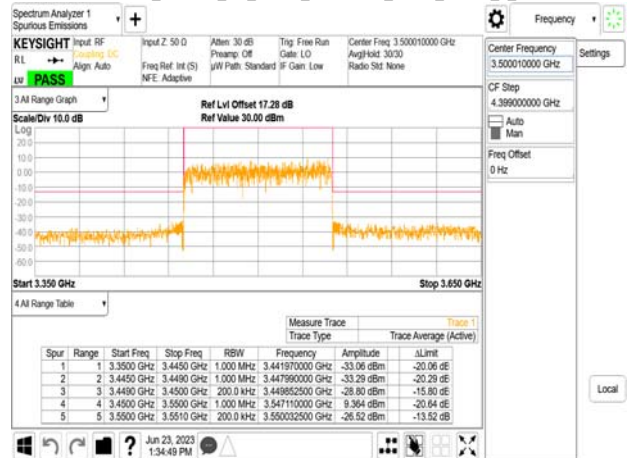 Spectrum Analyzer 1
Spurious Emissions
Frequency
KEYSIGHT Input: RF Input Z: 50 Ω Atten: 30 dB Trig: Free Run Center Freq: 3.500010000 GHz
RL Coupling: DC Preamp: Off Gate: LO Avg|Hold: 30/30
Align: Auto Freq Ref: Int (S) µW Path: Standard IF Gain: Low Radio Std: None
NFE: Adaptive
LV PASS
Center Frequency
3.500010000 GHz
Settings
CF Step
4.399000000 GHz
Auto
Man
Freq Offset
0 Hz
3 All Range Graph
Ref Lvl Offset 17.28 dB
Scale/Div 10.0 dB Ref Value 30.00 dBm
Log
20.0
10.0
0.00
-10.0
-20.0
-30.0
-40.0
-50.0
-60.0
Start 3.350 GHz Stop 3.650 GHz
4 All Range Table
Measure Trace Trace 1
Trace Type Trace Average (Active)
Spur Range Start Freq Stop Freq RBW Frequency Amplitude ΔLimit
1 1 3.3500 GHz 3.4450 GHz 1.000 MHz 3.441970000 GHz -33.06 dBm -20.06 dB
2 2 3.4450 GHz 3.4490 GHz 1.000 MHz 3.447990000 GHz -33.29 dBm -20.29 dB
3 3 3.4490 GHz 3.4500 GHz 200.0 kHz 3.449852500 GHz -28.80 dBm -15.80 dB
4 4 3.4500 GHz 3.5500 GHz 1.000 MHz 3.547110000 GHz 9.364 dBm -20.64 dB
5 5 3.5500 GHz 3.5510 GHz 200.0 kHz 3.550032500 GHz -26.52 dBm -13.52 dB
Local
Jun 23, 2023
1:34:49 PM